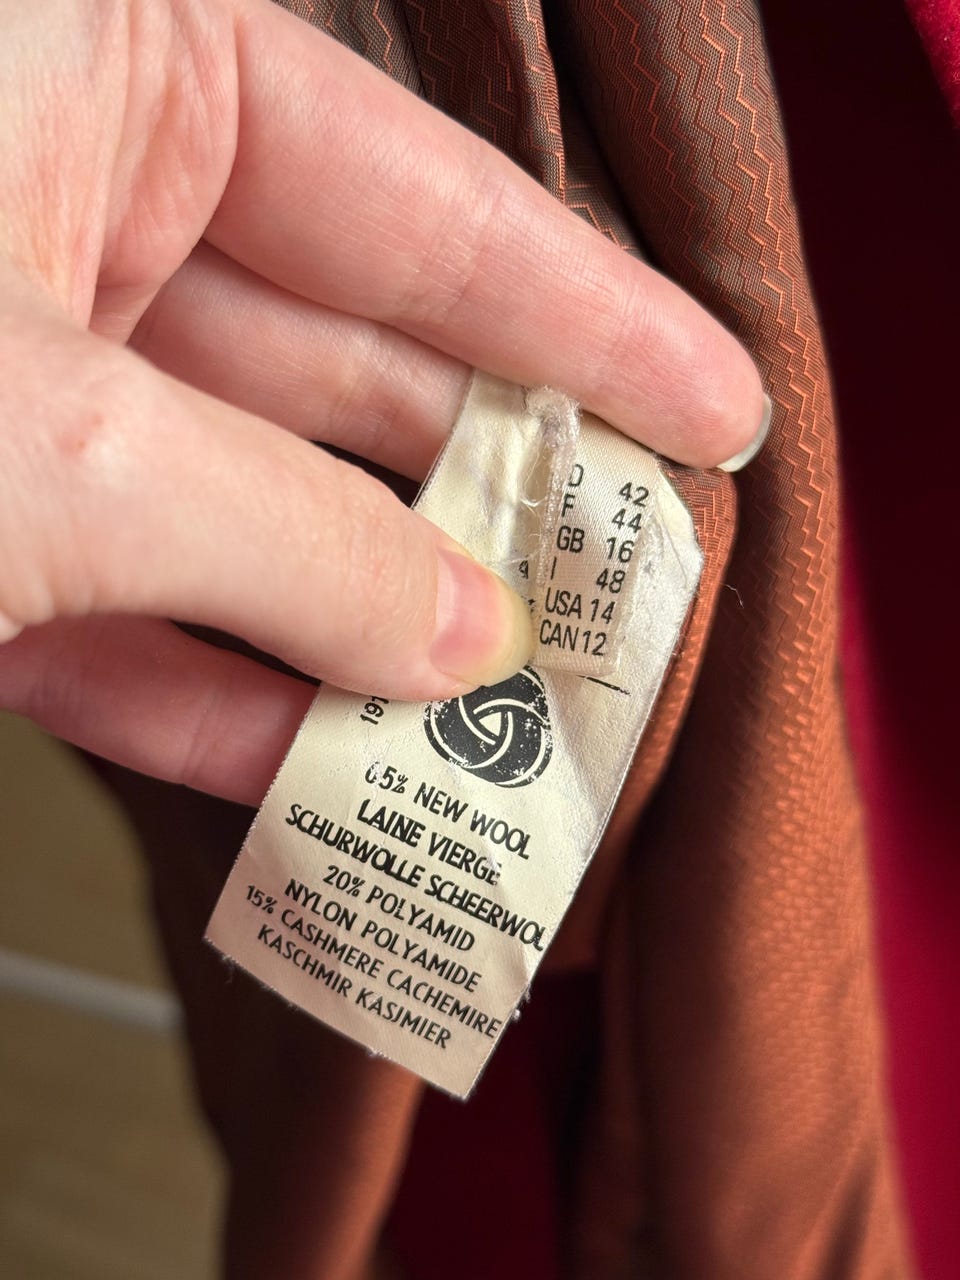 D 42
F 44
GB 16
I 48
USA 14
CAN 12
65% NEW WOOL
LAINE VIERGE
SCHURWOLLE SCHEERWOL
20% POLYAMID
NYLON POLYAMIDE
15% CASHMERE CACHEMIRE
KASCHMIR KASJMIER